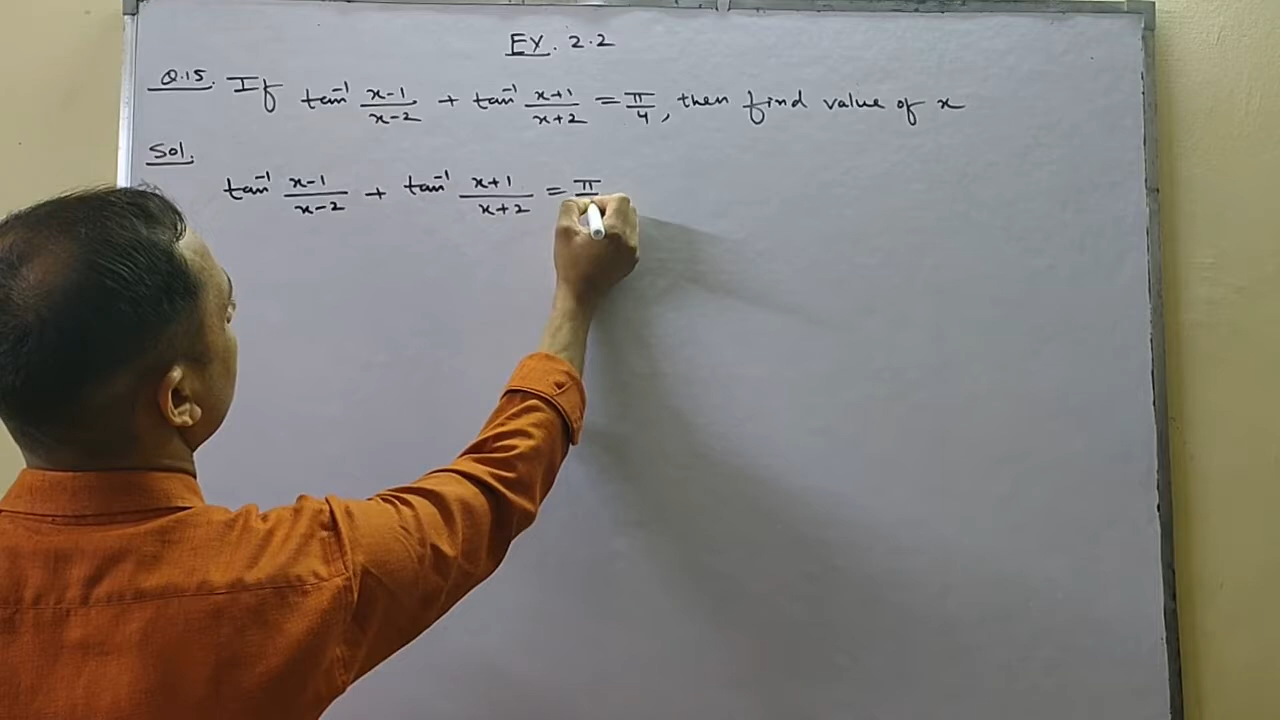 EX. 2.2
Q.15. If tan⁻¹ (x-1)/(x-2) + tan⁻¹ (x+1)/(x+2) = π/4, then find value of x
Sol.
tan⁻¹ (x-1)/(x-2) + tan⁻¹ (x+1)/(x+2) = π